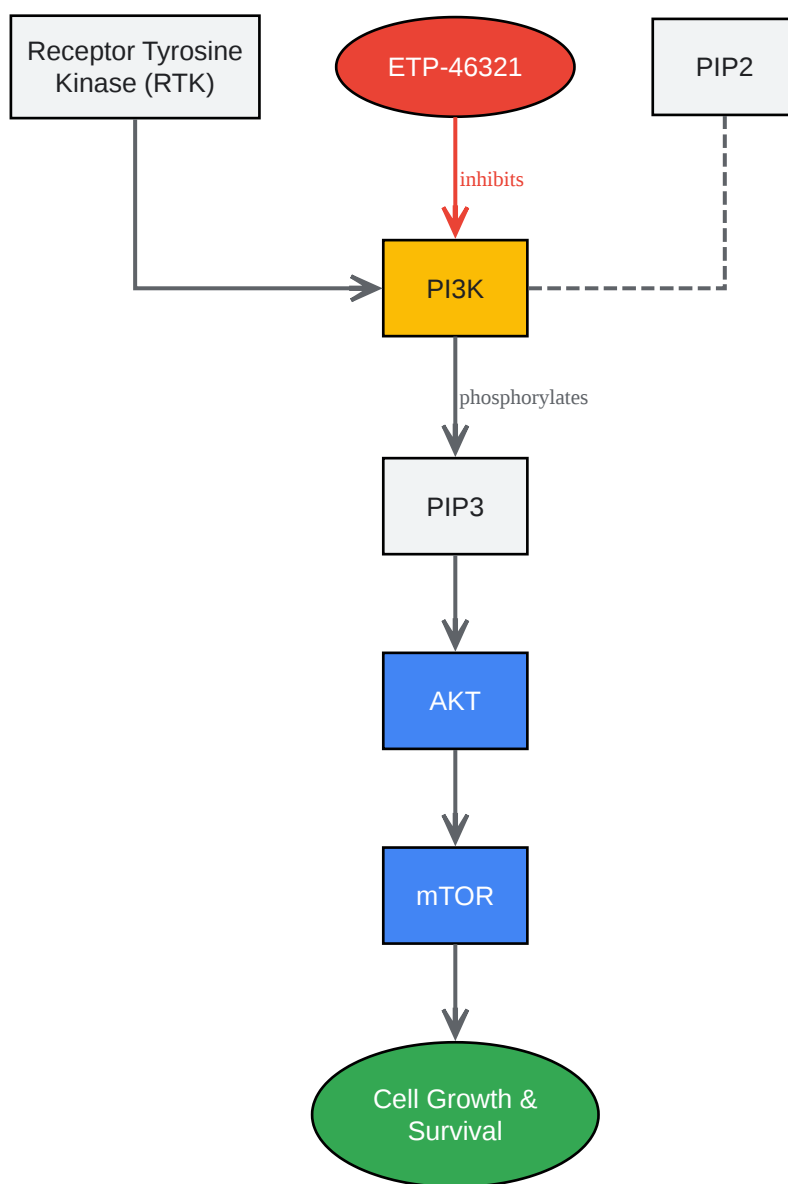 Receptor Tyrosine
Kinase (RTK)
ETP-46321
PIP2
inhibits
PI3K
phosphorylates
PIP3
AKT
mTOR
Cell Growth &
Survival